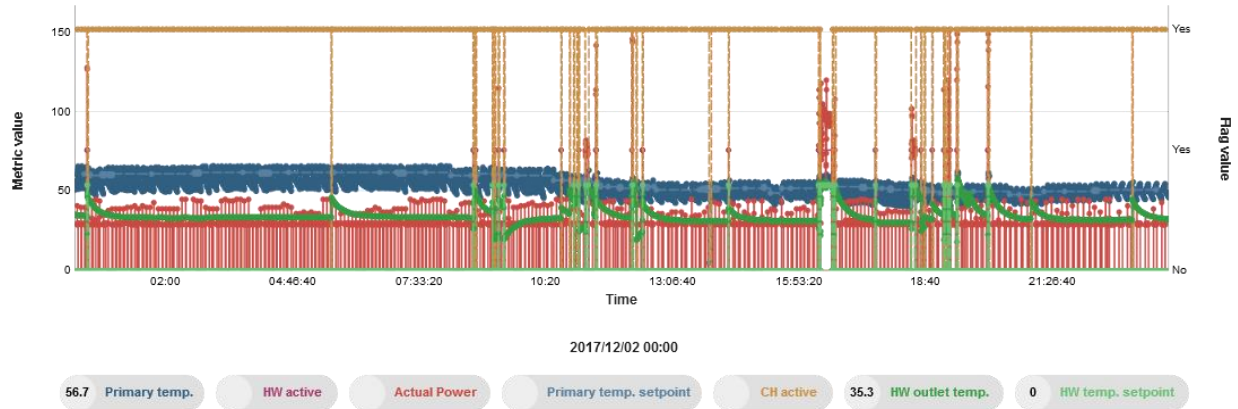 150
100
50
0
Metric value
Yes
Yes
No
Flag value
02:00 04:46:40 07:33:20 10:20 13:06:40 15:53:20 18:40 21:26:40
Time
2017/12/02 00:00
56.7 Primary temp. HW active Actual Power Primary temp. setpoint CH active 35.3 HW outlet temp. 0 HW temp. setpoint